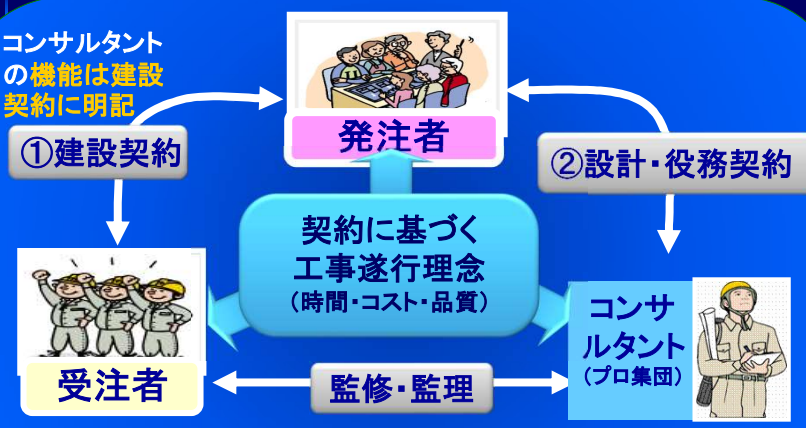 コンサルタント
の機能は建設
契約に明記
発注者
①建設契約
②設計・役務契約
契約に基づく
工事遂行理念
（時間・コスト・品質）
コンサ
ルタント
（プロ集団）
受注者
監修・監理